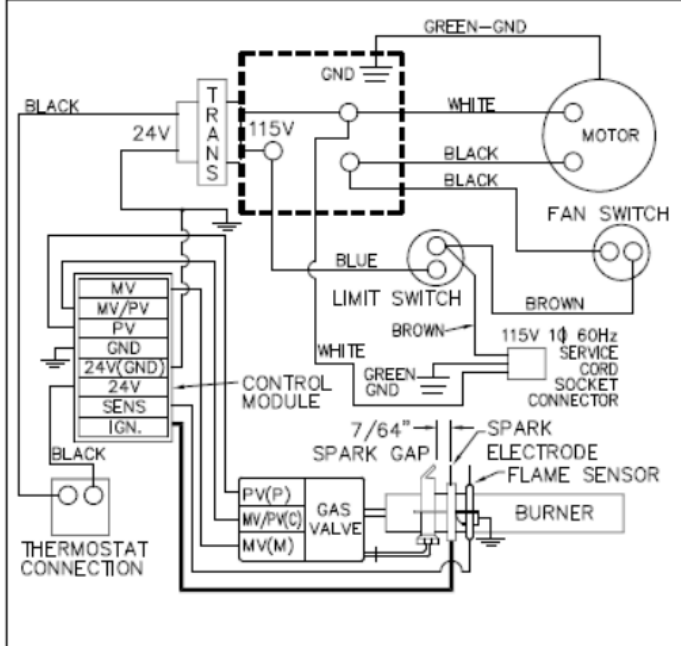 GREEN-GND
GND
BLACK
TRANS
24V
115V
WHITE
MOTOR
BLACK
BLACK
FAN SWITCH
BLUE
LIMIT SWITCH
BROWN
BROWN
MV
MV/PV
PV
GND
24V(GND)
24V
SENS
IGN.
WHITE
115V 1ϕ 60Hz
SERVICE
CORD
SOCKET
CONNECTOR
GREEN
GND
CONTROL
MODULE
7/64"
SPARK GAP
SPARK
ELECTRODE
FLAME SENSOR
BLACK
PV(P)
MV/PV(C)
MV(M)
GAS
VALVE
BURNER
THERMOSTAT
CONNECTION